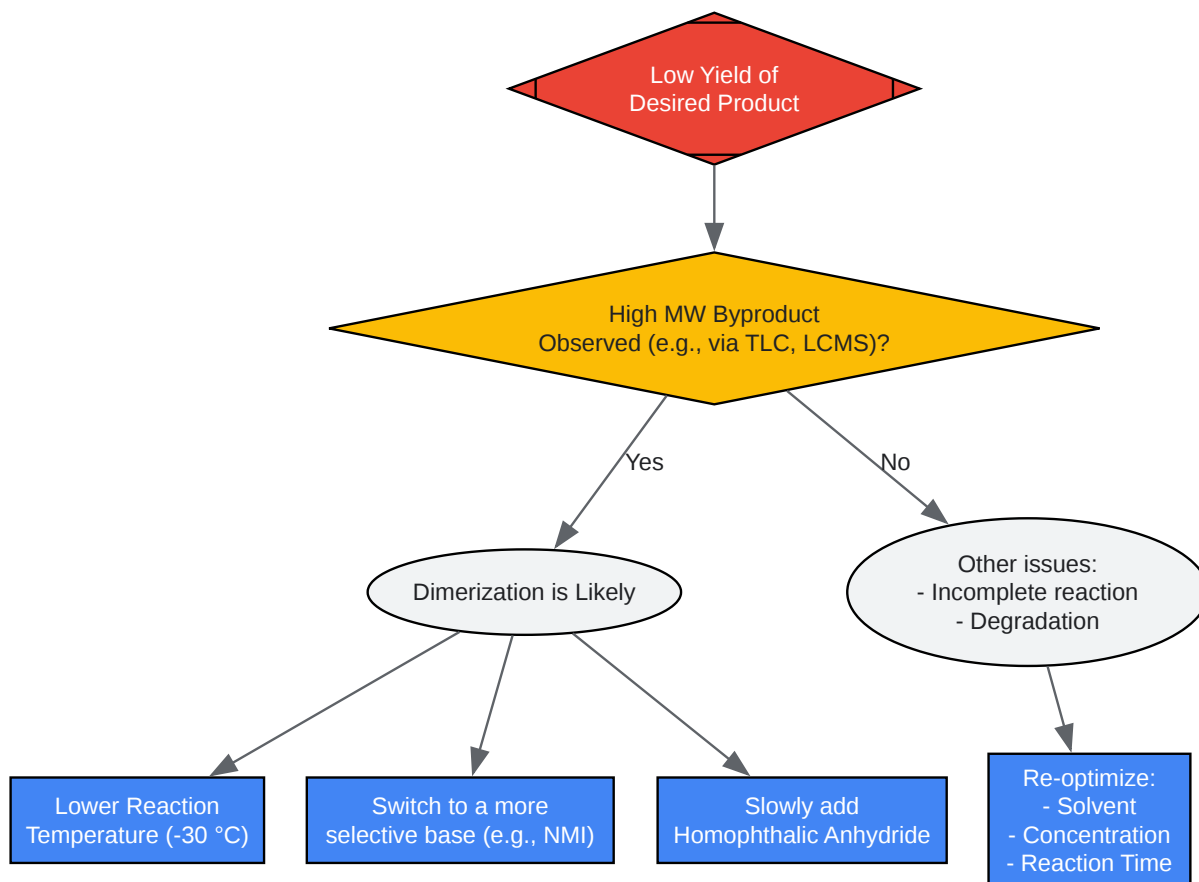 Low Yield of
Desired Product
High MW Byproduct
Observed (e.g., via TLC, LCMS)?
Yes
No
Dimerization is Likely
Other issues:
- Incomplete reaction
- Degradation
Lower Reaction
Temperature (-30 °C)
Switch to a more
selective base (e.g., NMI)
Slowly add
Homophthalic Anhydride
Re-optimize:
- Solvent
- Concentration
- Reaction Time